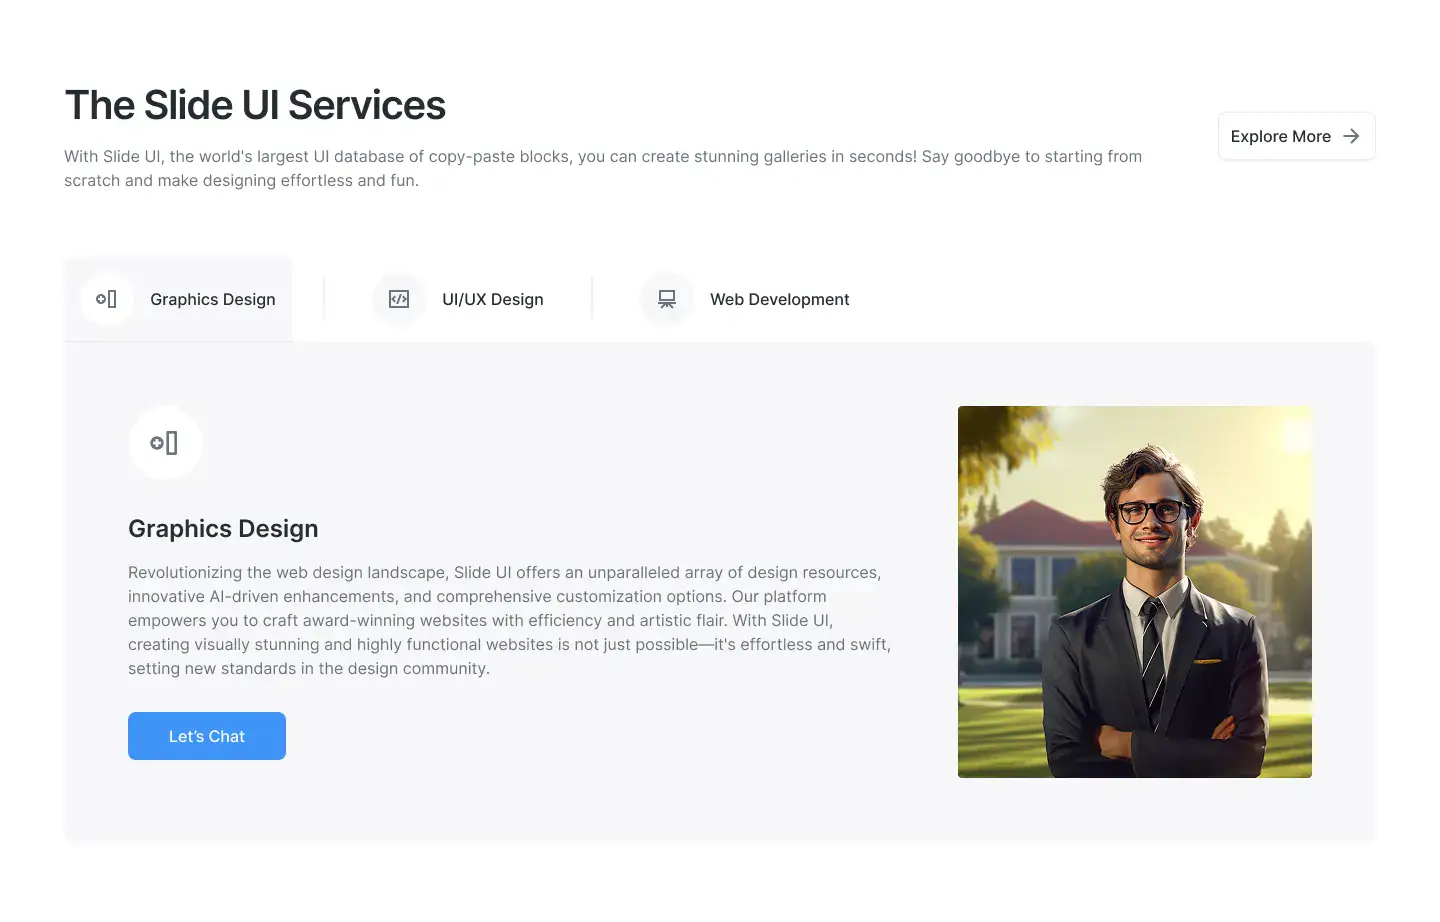 The Slide UI Services
With Slide UI, the world's largest UI database of copy-paste blocks, you can create stunning galleries in seconds! Say goodbye to starting from
scratch and make designing effortless and fun.
Explore More
Graphics Design
UI/UX Design
Web Development
Graphics Design
Revolutionizing the web design landscape, Slide UI offers an unparalleled array of design resources,
innovative AI-driven enhancements, and comprehensive customization options. Our platform
empowers you to craft award-winning websites with efficiency and artistic flair. With Slide UI,
creating visually stunning and highly functional websites is not just possible—it's effortless and swift,
setting new standards in the design community.
Let’s Chat